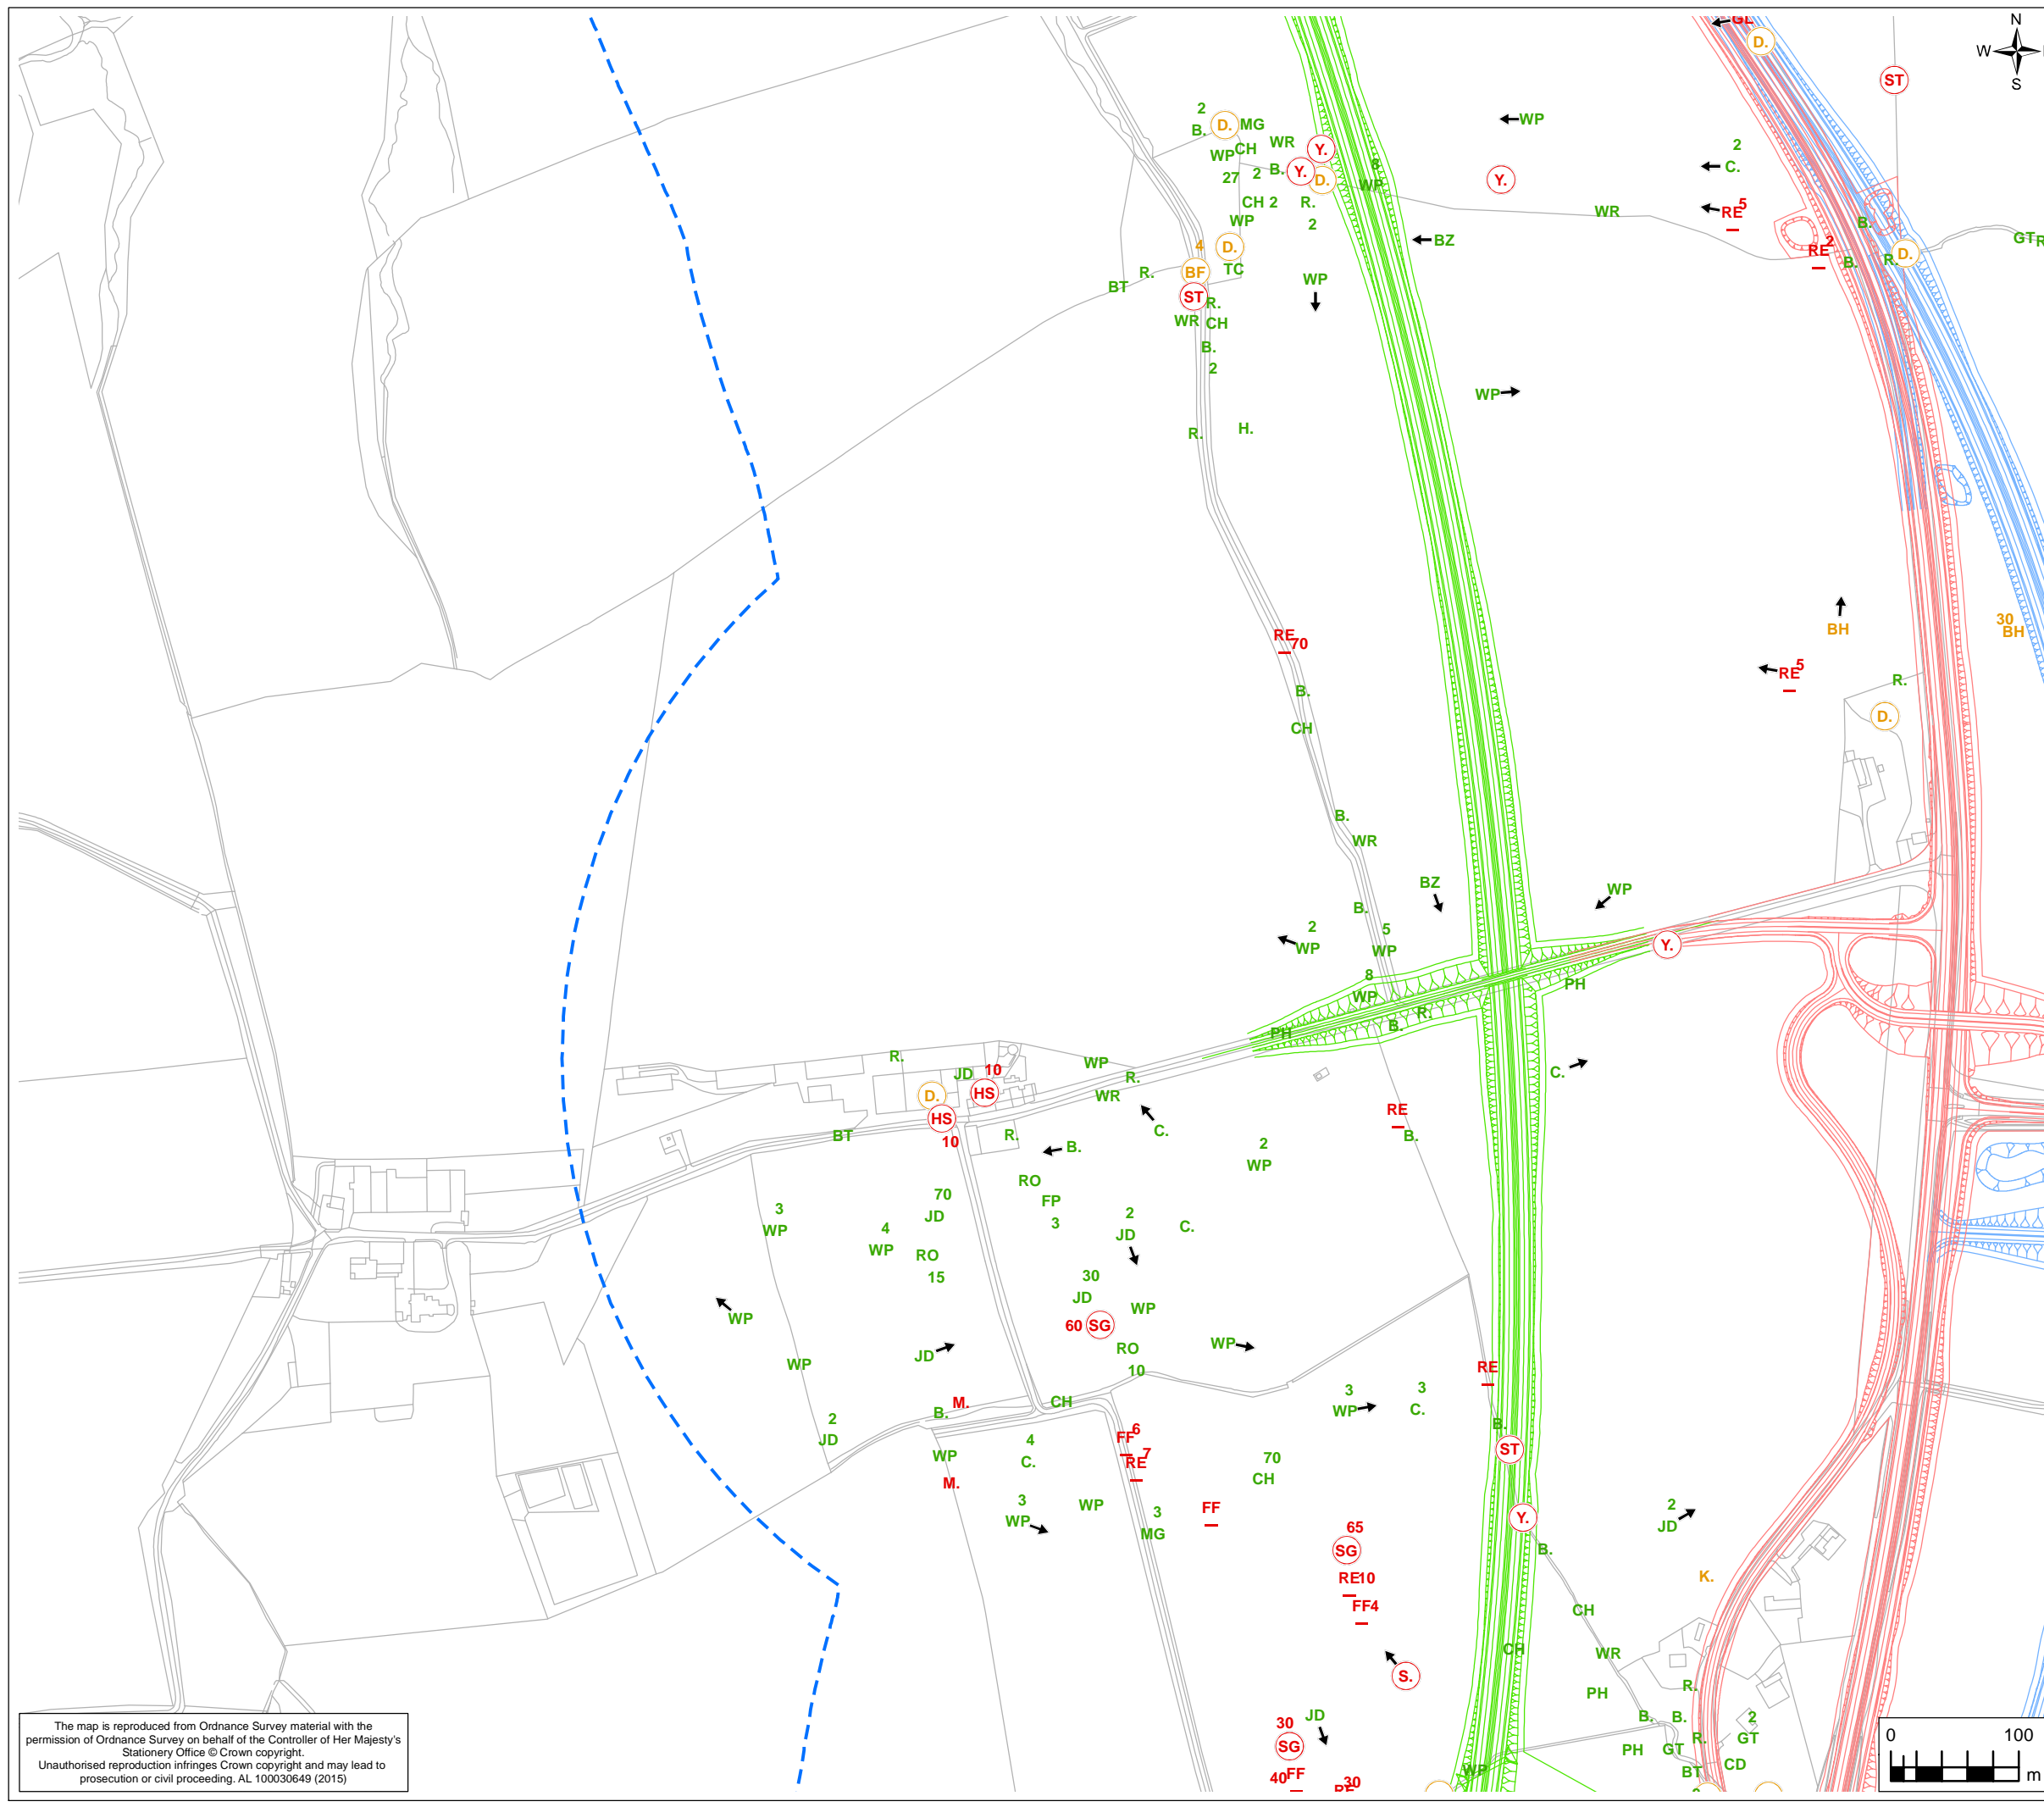 GL
N
W
S
D.
ST
2
B.
D.
MG
WP
CH
WR
Y.
WP
2
C.
8
WP
27
2
B.
Y.
D.
Y.
CH 2
R.
2
WR
RE 5
B.
WP
BZ
RE 2
B.
R.
D.
GT
4
D.
TC
BF
R.
BT
ST
R.
WR
CH
WP
B.
2
WP
R.
H.
RE 70
BH
30
BH
B.
RE 5
R.
CH
D.
B.
WR
BZ
WP
B.
2
WP
5
WP
Y.
8
WP
PH
R.
B.
PH
R.
WP
JD
10
R.
C.
D.
HS
WR
HS
10
BT
R.
B.
C.
RE
B.
2
WP
RO
FP
3
70
JD
3
WP
4
WP
2
JD
C.
RO
15
30
JD
WP
WP
60 SG
RO
10
WP
JD
WP
RE
3
WP
3
C.
M.
CH
B.
2
JD
B.
WP
4
C.
FF 6
RE 7
ST
70
CH
M.
3
WP
WP
3
MG
FF
2
JD
Y.
65
SG
B.
RE10
K.
FF4
CH
CH
WR
S.
R.
PH
JD
B.
B.
2
GT
30
SG
R.
PH
GT
CD
WP
BT
40 FF
RE 30
The map is reproduced from Ordnance Survey material with the
permission of Ordnance Survey on behalf of the Controller of Her Majesty's
Stationery Office © Crown copyright.
Unauthorised reproduction infringes Crown copyright and may lead to
prosecution or civil proceeding. AL 100030649 (2015)
0 100
m